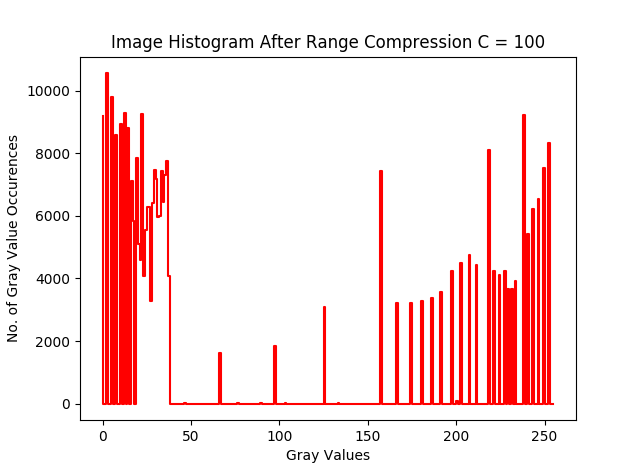 Image Histogram After Range Compression C = 100
No. of Gray Value Occurences
10000
8000
6000
4000
2000
0
0 50 100 150 200 250
Gray Values